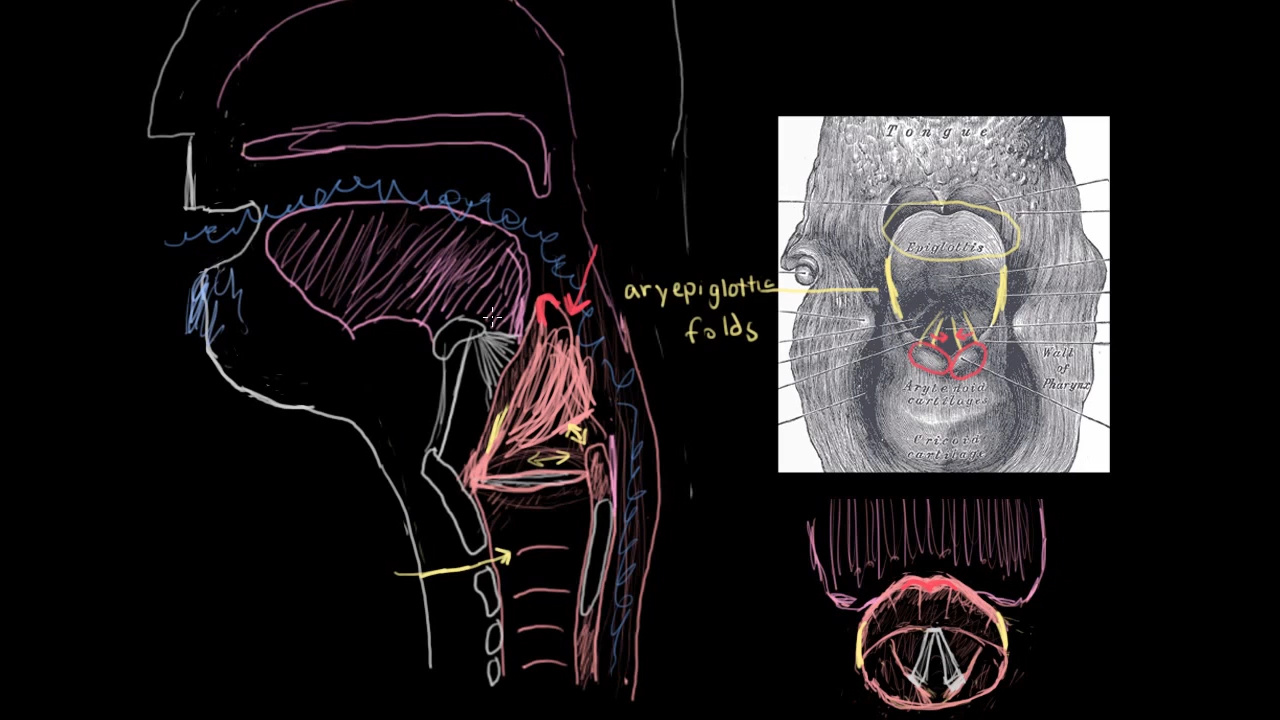 Tongue
Epiglottis
aryepiglottic
folds
Wall
of
Pharynx
Arytenoid
cartilages
Cricoid
cartilage